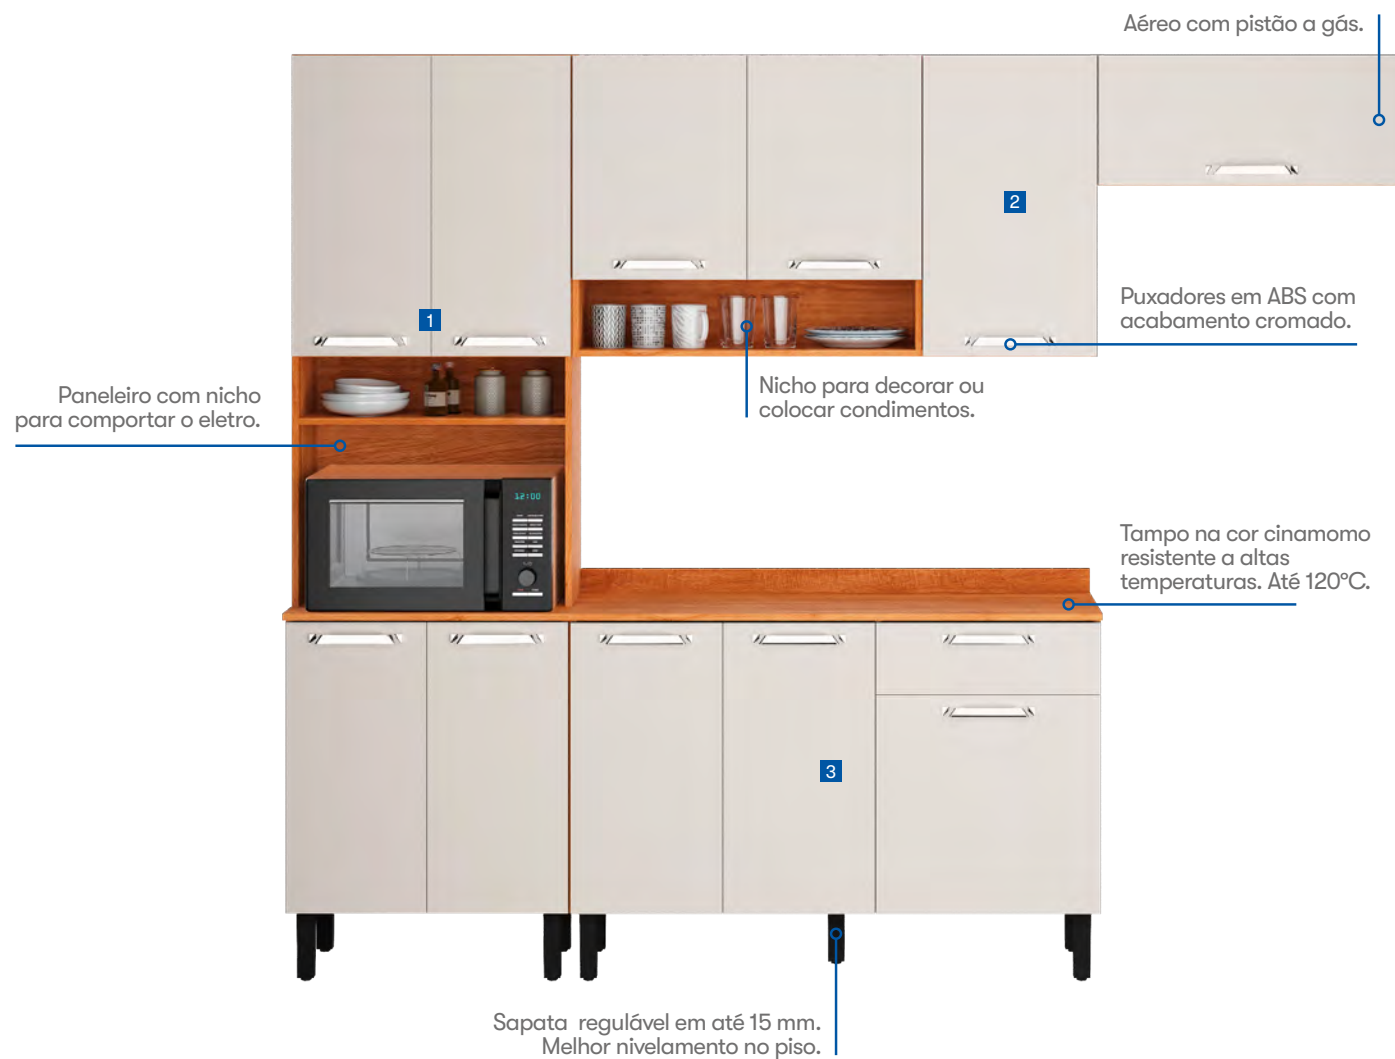 Aéreo com pistão a gás.
2
Puxadores em ABS com
acabamento cromado.
1
Nicho para decorar ou
colocar condimentos.
Paneleiro com nicho
para comportar o eletro.
12:00
Tampo na cor cinamomo
resistente a altas
temperaturas. Até 120°C.
3
Sapata regulável em até 15 mm.
Melhor nivelamento no piso.